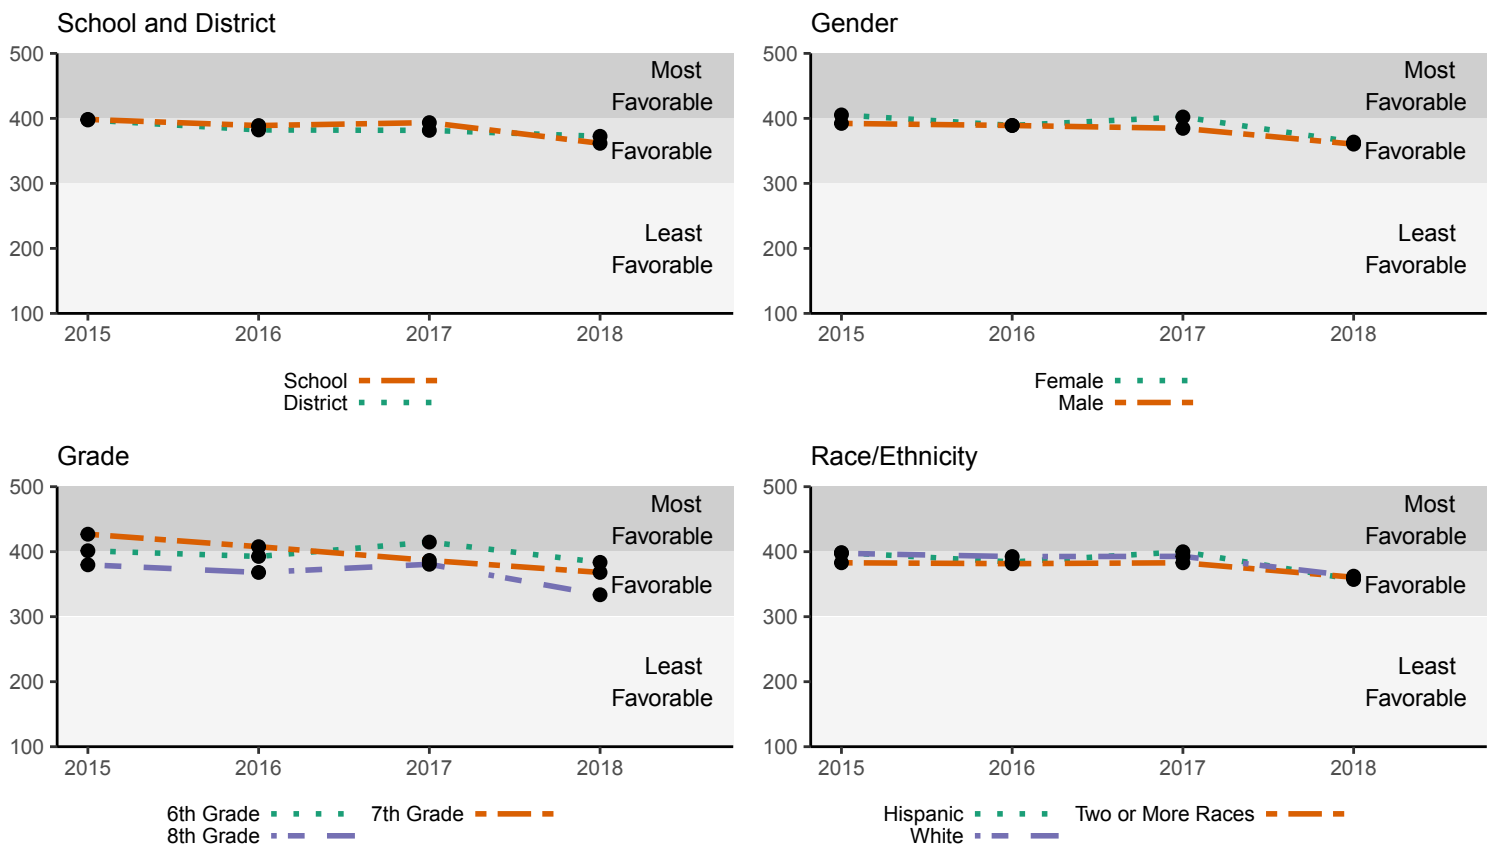 School and District
500
400
300
200
100
Most
Favorable
Favorable
Least
Favorable
2015 2016 2017 2018
School
District
Gender
500
400
300
200
100
Most
Favorable
Favorable
Least
Favorable
2015 2016 2017 2018
Female
Male
Grade
500
400
300
200
100
Most
Favorable
Favorable
Least
Favorable
2015 2016 2017 2018
6th Grade 7th Grade
8th Grade
Race/Ethnicity
500
400
300
200
100
Most
Favorable
Favorable
Least
Favorable
2015 2016 2017 2018
Hispanic Two or More Races
White